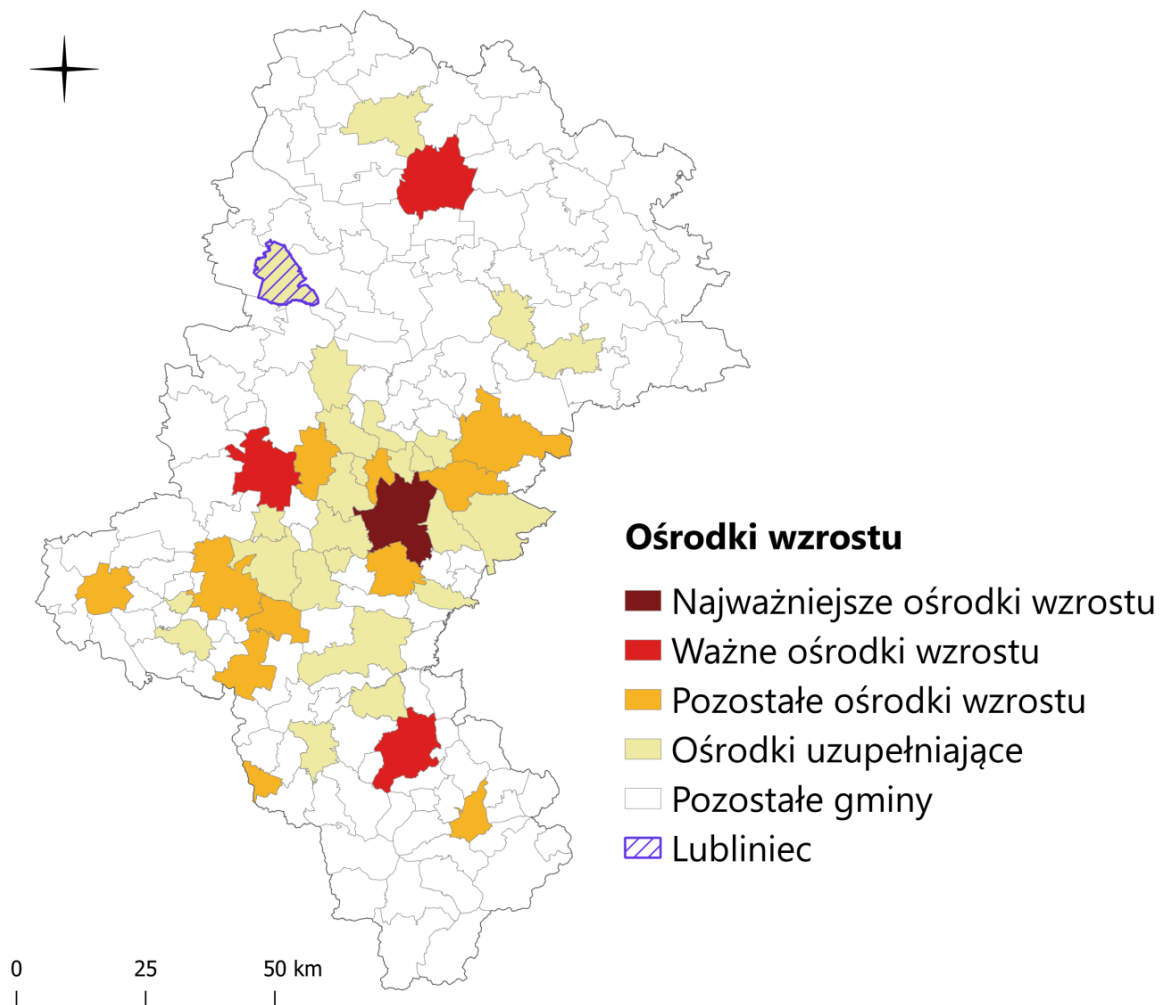 Ośrodki wzrostu
Najważniejsze ośrodki wzrostu
Ważne ośrodki wzrostu
Pozostałe ośrodki wzrostu
Ośrodki uzupełniające
Pozostałe gminy
Lubliniec
0 25 50 km